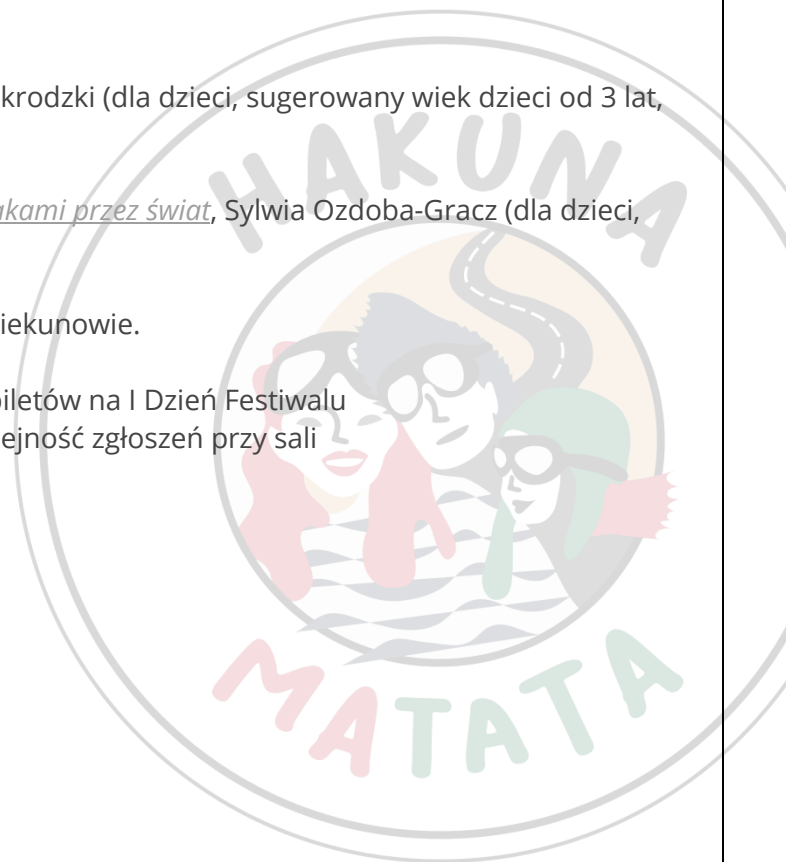 krodzki (dla dzieci, sugerowany wiek dzieci od 3 lat,
akami przez świat, Sylwia Ozdoba-Gracz (dla dzieci,
iekunowie.
biletów na I Dzień Festiwalu
ejność zgłoszeń przy sali
HAKUNA
MATATA